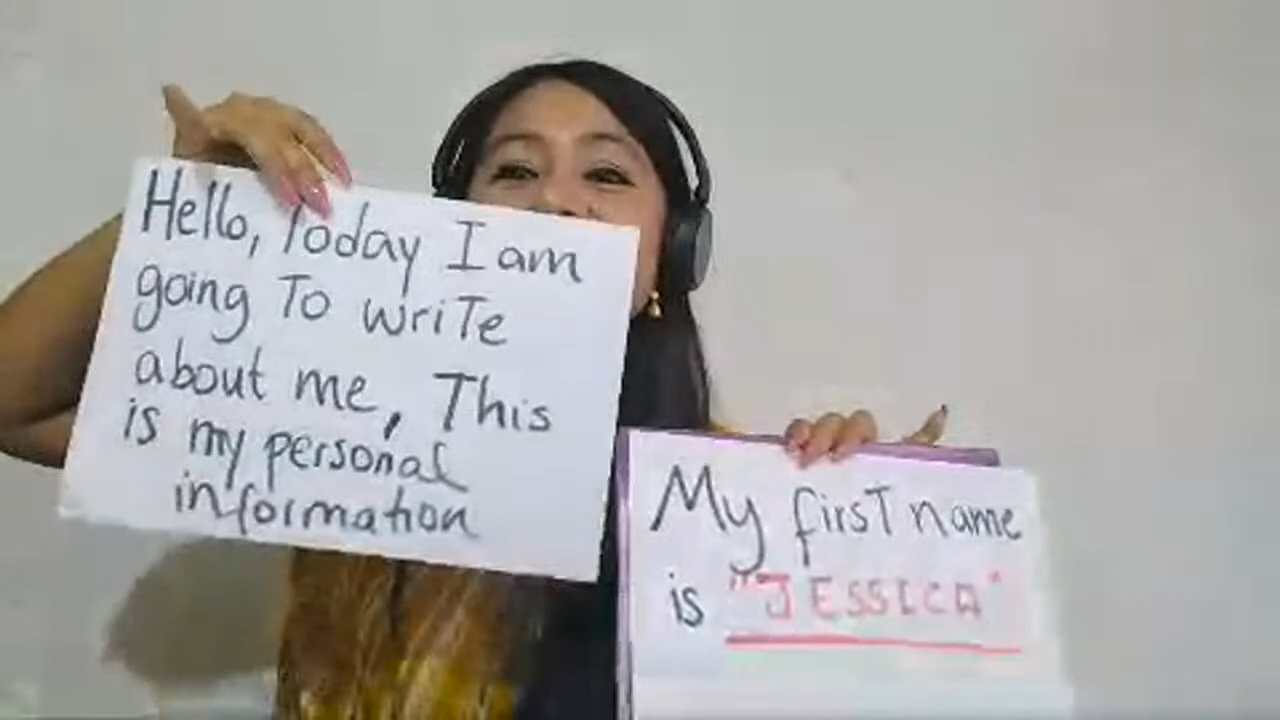 Hello, Today I am
going To wriTe
about me, This
is my personal
information
My firsT name
is "JESSICA"